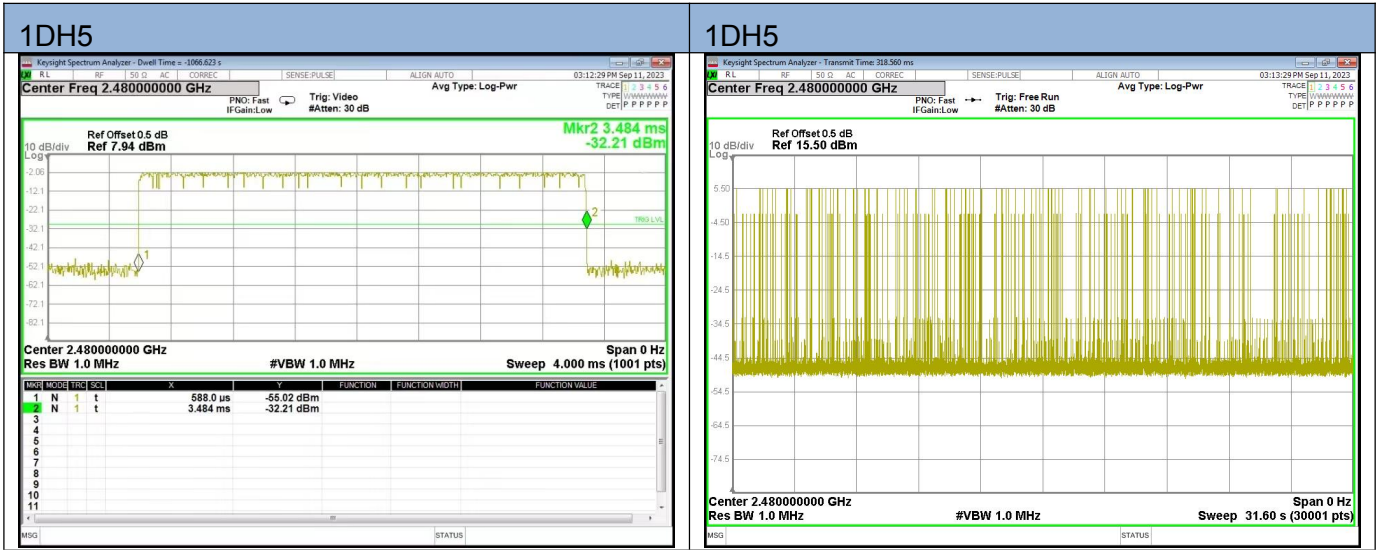 1DH5
Keysight Spectrum Analyzer - Dwell Time = -1066.623 s
LXI RL RF 50 Ω AC CORREC SENSE:PULSE ALIGN AUTO 03:12:29 PM Sep 11, 2023
Center Freq 2.480000000 GHz
PNO: Fast
IFGain:Low
Trig: Video
#Atten: 30 dB
Avg Type: Log-Pwr
TRACE 1 2 3 4 5 6
TYPE WWWWWW
DET P P P P P P
Mkr2 3.484 ms
-32.21 dBm
Ref Offset 0.5 dB
10 dB/div Ref 7.94 dBm
Log
-2.06
-12.1
-22.1
-32.1
-42.1
-52.1
-62.1
-72.1
-82.1
1
2
TRIG LVL
Center 2.480000000 GHz Span 0 Hz
Res BW 1.0 MHz #VBW 1.0 MHz Sweep 4.000 ms (1001 pts)
MKR MODE TRC SCL X Y FUNCTION FUNCTION WIDTH FUNCTION VALUE
1 N 1 t 588.0 µs -55.02 dBm
2 N 1 t 3.484 ms -32.21 dBm
3
4
5
6
7
8
9
10
11
MSG STATUS
1DH5
Keysight Spectrum Analyzer - Transmit Time: 318.560 ms
LXI RL RF 50 Ω AC CORREC SENSE:PULSE ALIGN AUTO 03:13:29 PM Sep 11, 2023
Center Freq 2.480000000 GHz
PNO: Fast
IFGain:Low
Trig: Free Run
#Atten: 30 dB
Avg Type: Log-Pwr
TRACE 1 2 3 4 5 6
TYPE WWWWWW
DET P P P P P P
Ref Offset 0.5 dB
10 dB/div Ref 15.50 dBm
Log
5.50
-4.50
-14.5
-24.5
-34.5
-44.5
-54.5
-64.5
-74.5
Center 2.480000000 GHz Span 0 Hz
Res BW 1.0 MHz #VBW 1.0 MHz Sweep 31.60 s (30001 pts)
MSG STATUS